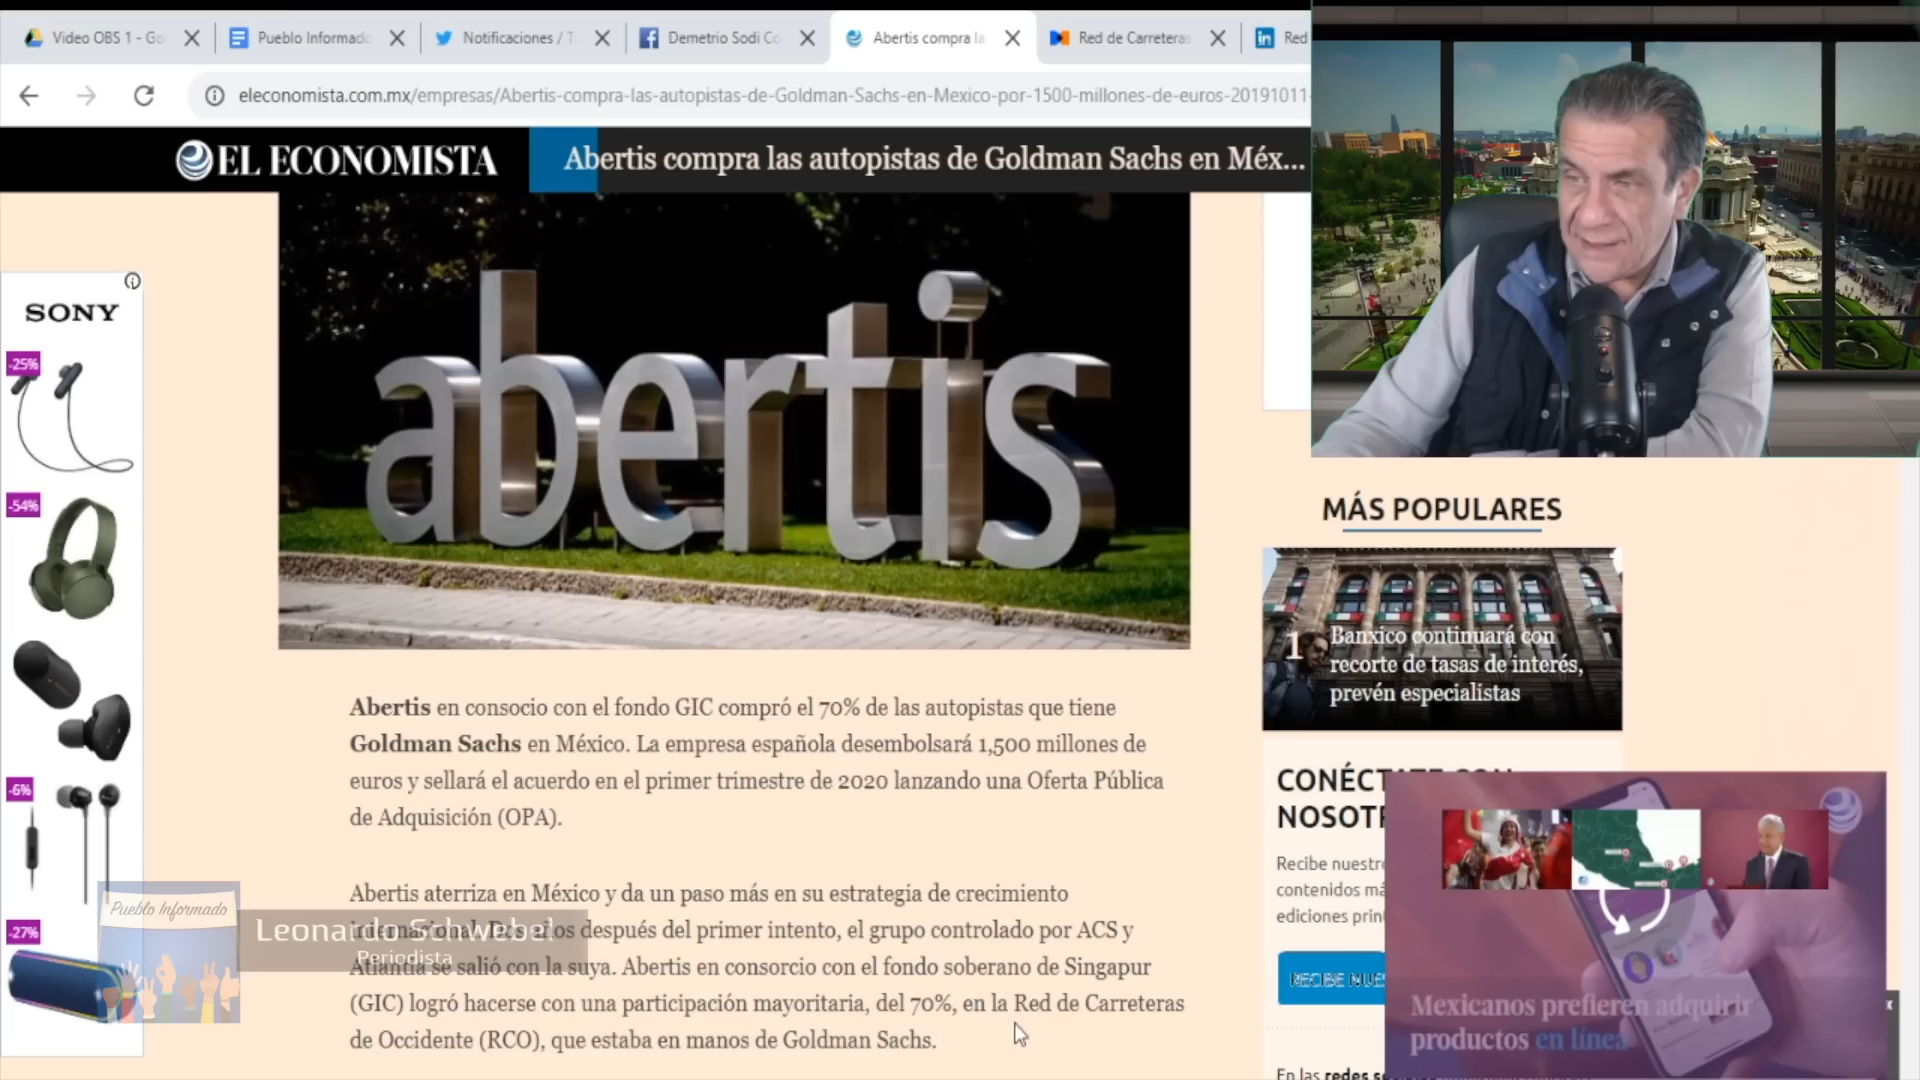 Video OBS 1 - Go
Pueblo Informado
Notificaciones / T
Demetrio Sodi Co
Abertis compra la
Red de Carreteras
Red
eleconomista.com.mx/empresas/Abertis-compra-las-autopistas-de-Goldman-Sachs-en-Mexico-por-1500-millones-de-euros-20191011-
EL ECONOMISTA
Abertis compra las autopistas de Goldman Sachs en Méx...
SONY
-25%
-54%
-6%
-27%
abertis
Abertis en consocio con el fondo GIC compró el 70% de las autopistas que tiene
Goldman Sachs en México. La empresa española desembolsará 1,500 millones de
euros y sellará el acuerdo en el primer trimestre de 2020 lanzando una Oferta Pública
de Adquisición (OPA).
Abertis aterriza en México y da un paso más en su estrategia de crecimiento
después del primer intento, el grupo controlado por ACS y
Atlantia se salió con la suya. Abertis en consorcio con el fondo soberano de Singapur
(GIC) logró hacerse con una participación mayoritaria, del 70%, en la Red de Carreteras
de Occidente (RCO), que estaba en manos de Goldman Sachs.
Pueblo Informado
Leonardo Schwebel
Periodista
MÁS POPULARES
1
Banxico continuará con
recorte de tasas de interés,
prevén especialistas
CONÉCTATE CON
NOSOT
Recibe nuestr
contenidos má
ediciones prin
RECIBE NUE
En las redes
Mexicanos prefieren adquirir
productos en línea